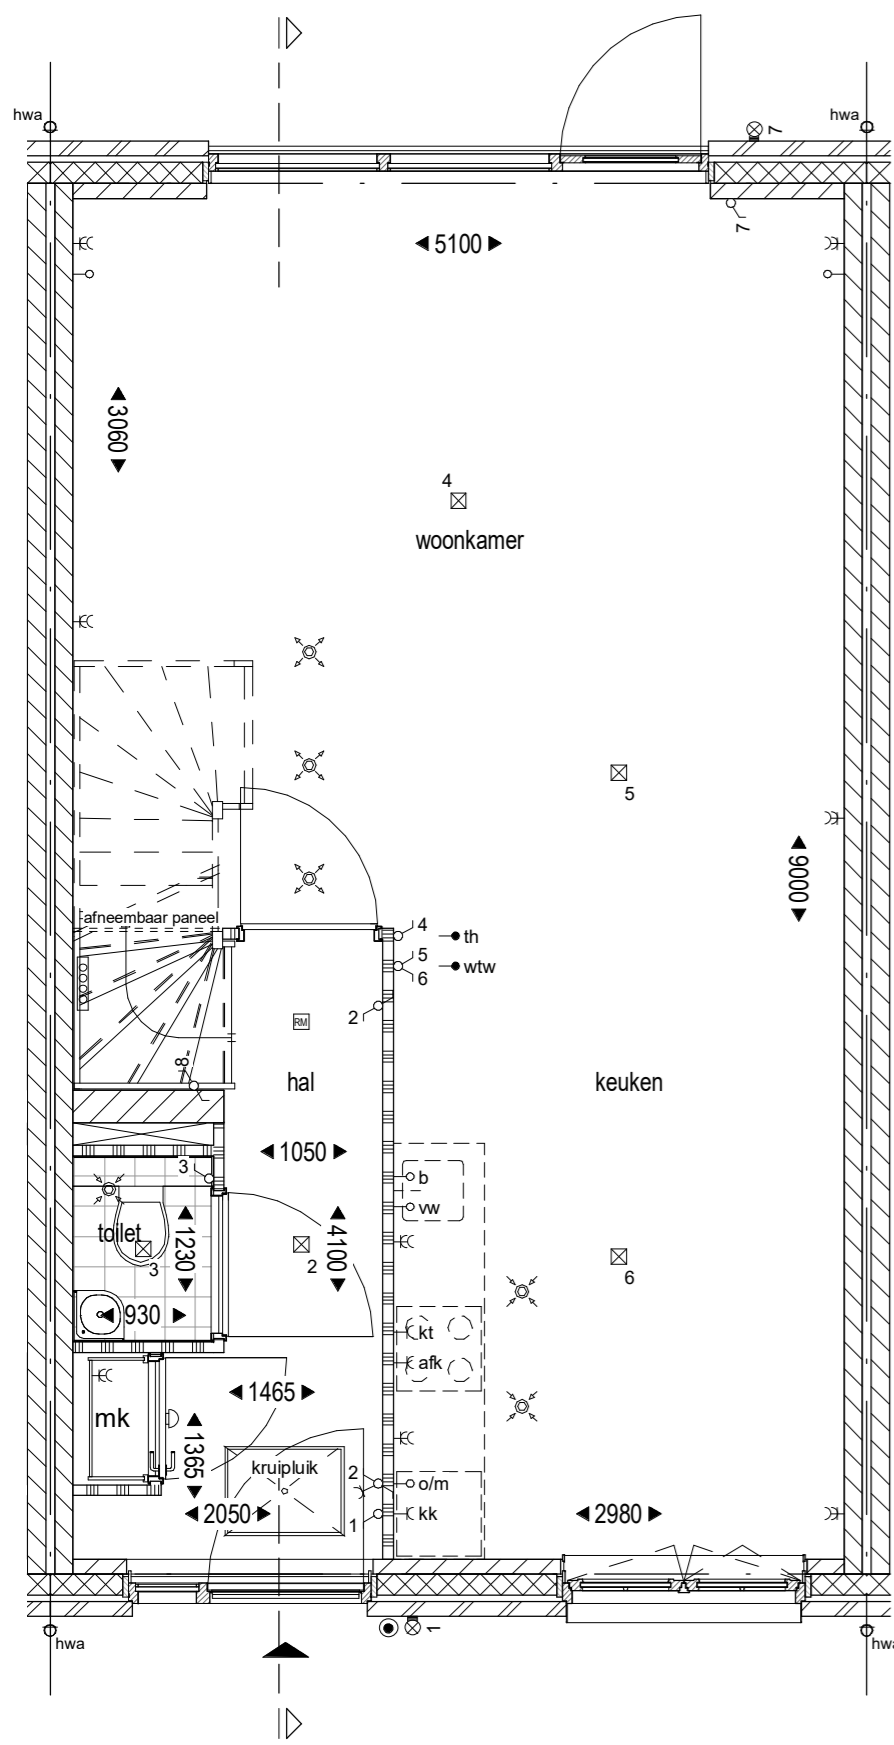 hwa
hwa
7
7
5100
3060
4
woonkamer
5
9000
afneembaar paneel
4
th
5
wtw
6
RM
2
8
hal
keuken
1050
3
b
vw
toilet
1230
4100
3
2
6
930
kt
afk
1465
mk
1365
kruipluik
2
o/m
2050
1
kk
2980
1
hwa
hwa